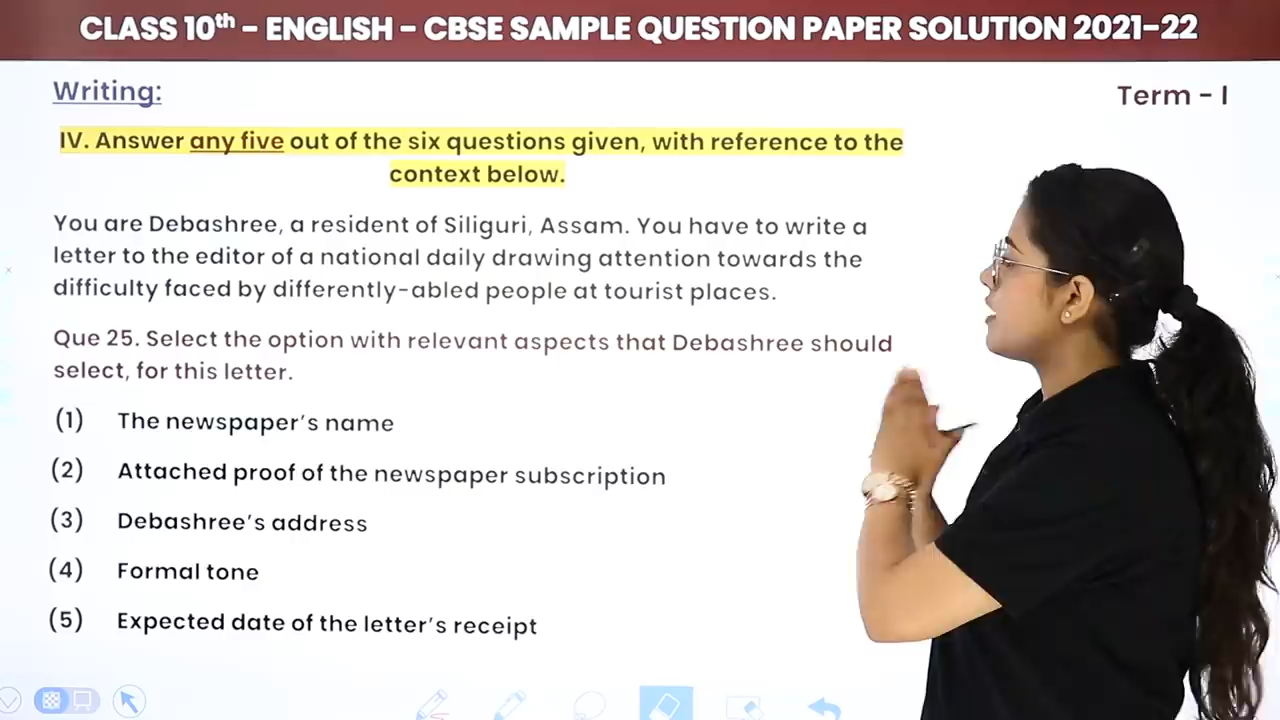 CLASS 10th - ENGLISH - CBSE SAMPLE QUESTION PAPER SOLUTION 2021-22
Writing:
Term - I
IV. Answer any five out of the six questions given, with reference to the
context below.
You are Debashree, a resident of Siliguri, Assam. You have to write a
letter to the editor of a national daily drawing attention towards the
difficulty faced by differently-abled people at tourist places.
Que 25. Select the option with relevant aspects that Debashree should
select, for this letter.
(1) The newspaper's name
(2) Attached proof of the newspaper subscription
(3) Debashree's address
(4) Formal tone
(5) Expected date of the letter's receipt